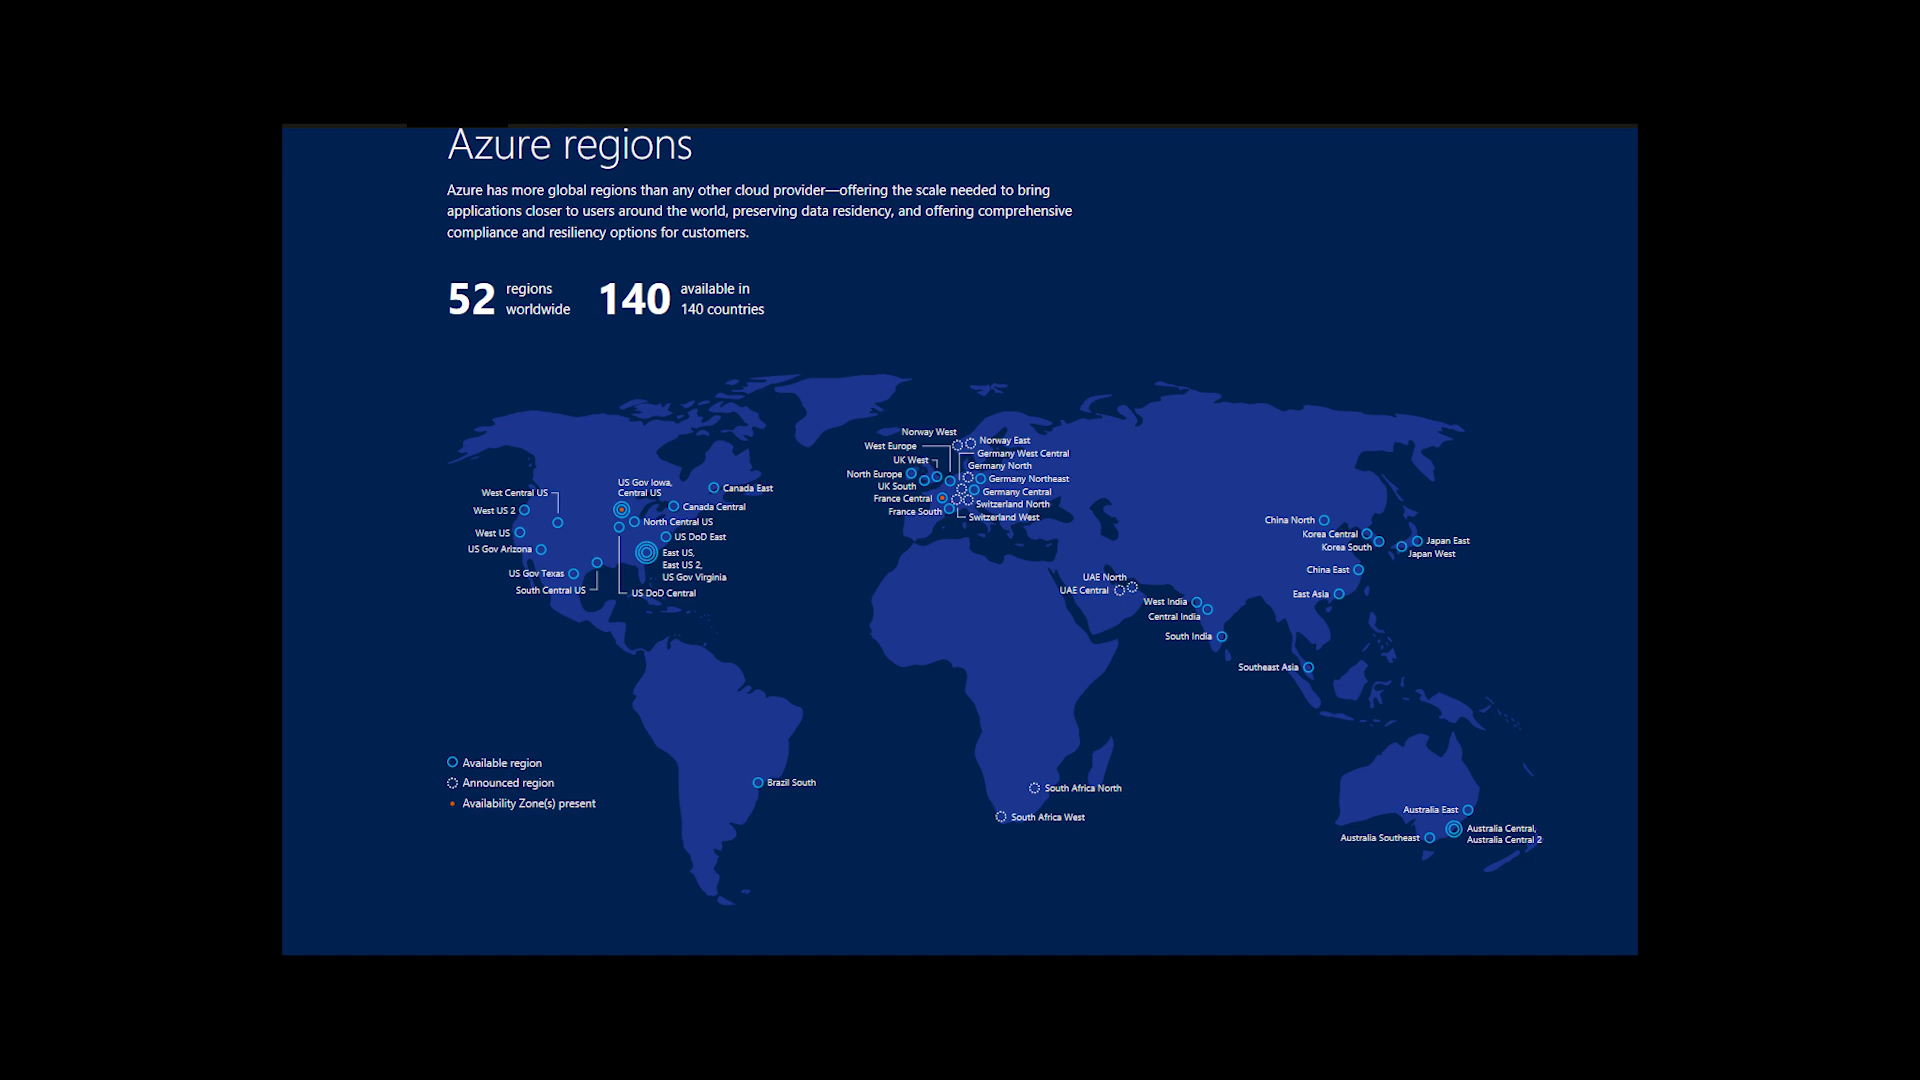 Azure regions
Azure has more global regions than any other cloud provider—offering the scale needed to bring
applications closer to users around the world, preserving data residency, and offering comprehensive
compliance and resiliency options for customers.
52 regions
worldwide
140 available in
140 countries
Norway West
Norway East
West Europe
Germany West Central
UK West
Germany North
North Europe
Germany Northeast
UK South
Germany Central
France Central
Switzerland North
France South
Switzerland West
US Gov Iowa,
Central US
Canada East
West Central US
Canada Central
West US 2
North Central US
West US
US DoD East
US Gov Arizona
East US,
East US 2,
US Gov Virginia
US Gov Texas
South Central US
US DoD Central
China North
Korea Central
Korea South
Japan East
Japan West
China East
East Asia
UAE North
UAE Central
West India
Central India
South India
Southeast Asia
Available region
Announced region
Availability Zone(s) present
Brazil South
South Africa North
South Africa West
Australia East
Australia Central,
Australia Central 2
Australia Southeast